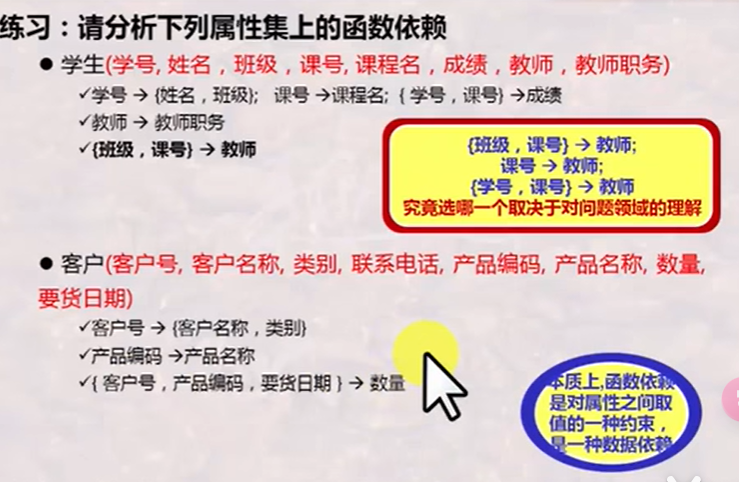 练习：请分析下列属性集上的函数依赖
● 学生(学号, 姓名，班级，课号, 课程名，成绩，教师，教师职务)
✓学号 → {姓名，班级}; 课号 →课程名; { 学号，课号} →成绩
✓教师 → 教师职务
✓{班级，课号} → 教师
{班级，课号} → 教师;
课号 → 教师;
{学号，课号} → 教师
究竟选哪一个取决于对问题领域的理解
● 客户(客户号, 客户名称, 类别, 联系电话, 产品编码, 产品名称, 数量,
要货日期)
✓客户号 → {客户名称，类别}
✓产品编码 →产品名称
✓{ 客户号，产品编码，要货日期 } → 数量
本质上,函数依赖
是对属性之间取
值的一种约束，
是一种数据依赖